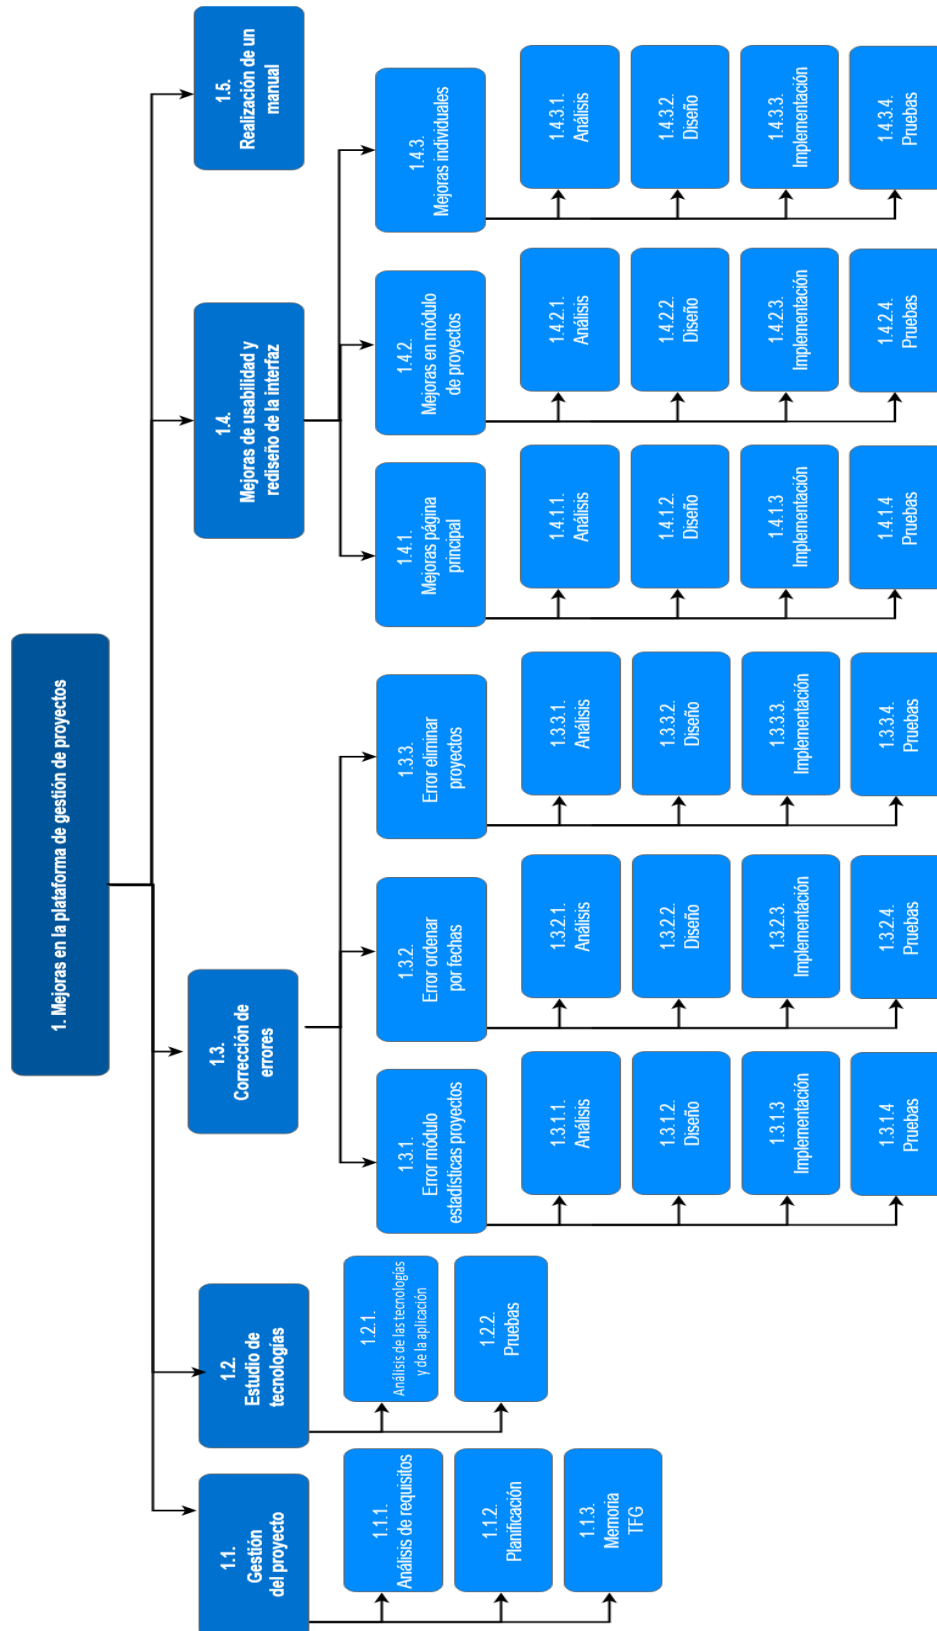 1. Mejoras en la plataforma de gestión de proyectos
1.1.
Gestión
del proyecto
1.1.1.
Análisis de requisitos
1.1.2.
Planificación
1.1.3.
Memoria
TFG
1.2.
Estudio de
tecnologías
1.2.1.
Análisis de las tecnologías
y de la aplicación
1.2.2.
Pruebas
1.3.
Corrección de
errores
1.3.1.
Error módulo
estadísticas proyectos
1.3.1.1.
Análisis
1.3.1.2.
Diseño
1.3.1.3
Implementación
1.3.1.4
Pruebas
1.3.2.
Error ordenar
por fechas
1.3.2.1.
Análisis
1.3.2.2.
Diseño
1.3.2.3.
Implementación
1.3.2.4.
Pruebas
1.3.3.
Error eliminar
proyectos
1.3.3.1.
Análisis
1.3.3.2.
Diseño
1.3.3.3.
Implementación
1.3.3.4.
Pruebas
1.4.
Mejoras de usabilidad y
rediseño de la interfaz
1.4.1.
Mejoras página
principal
1.4.1.1.
Análisis
1.4.1.2.
Diseño
1.4.1.3
Implementación
1.4.1.4
Pruebas
1.4.2.
Mejoras en módulo
de proyectos
1.4.2.1.
Análisis
1.4.2.2.
Diseño
1.4.2.3.
Implementación
1.4.2.4.
Pruebas
1.4.3.
Mejoras individuales
1.4.3.1.
Análisis
1.4.3.2.
Diseño
1.4.3.3.
Implementación
1.4.3.4.
Pruebas
1.5.
Realización de un
manual